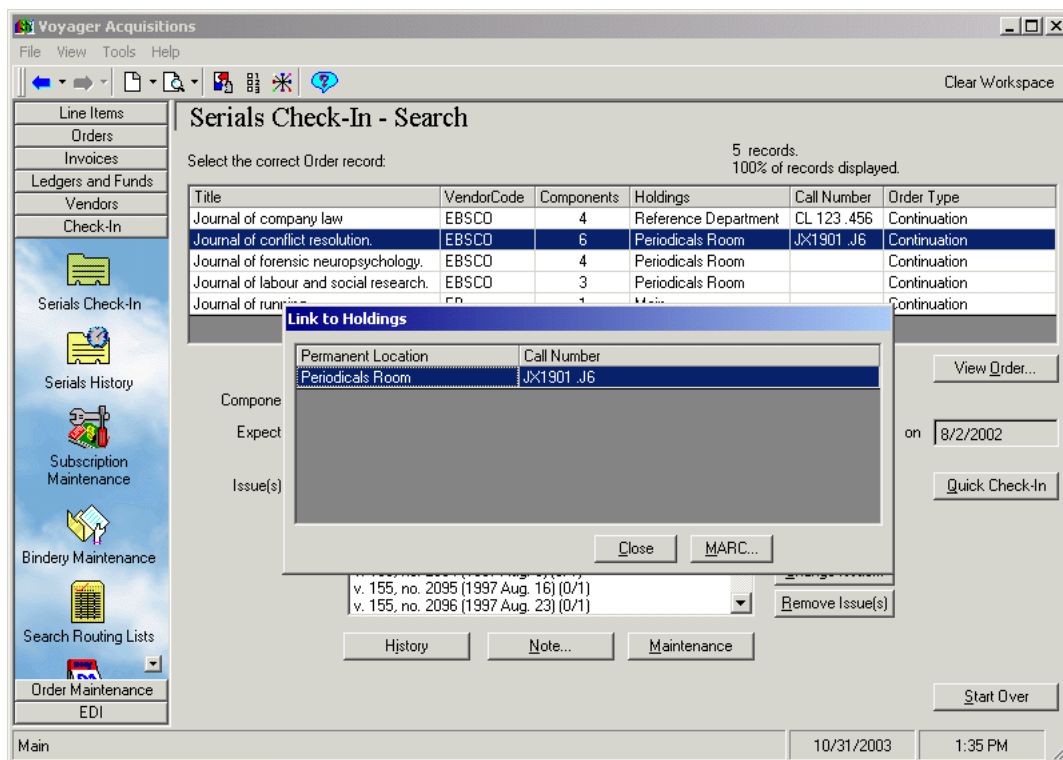 Voyager Acquisitions
File View Tools Help
Clear Workspace
Line Items
Orders
Invoices
Ledgers and Funds
Vendors
Check-In
Serials Check-In
Serials History
Subscription
Maintenance
Bindery Maintenance
Search Routing Lists
Order Maintenance
EDI
Serials Check-In - Search
Select the correct Order record:
5 records.
100% of records displayed.
Title VendorCode Components Holdings Call Number Order Type
Journal of company law EBSCO 4 Reference Department CL 123 .456 Continuation
Journal of conflict resolution. EBSCO 6 Periodicals Room JX1901 .J6 Continuation
Journal of forensic neuropsychology. EBSCO 4 Periodicals Room Continuation
Journal of labour and social research. EBSCO 3 Periodicals Room Continuation
Journal of Continuation
Link to Holdings
Permanent Location Call Number
Periodicals Room JX1901 .J6
Close MARC...
View Order...
Compone
Expect
on 8/2/2002
Issue(s)
Quick Check-In
v. 155, no. 2095 (1997 Aug. 16) (0/1)
v. 155, no. 2096 (1997 Aug. 23) (0/1)
Remove Issue(s)
History Note... Maintenance
Start Over
Main 10/31/2003 1:35 PM